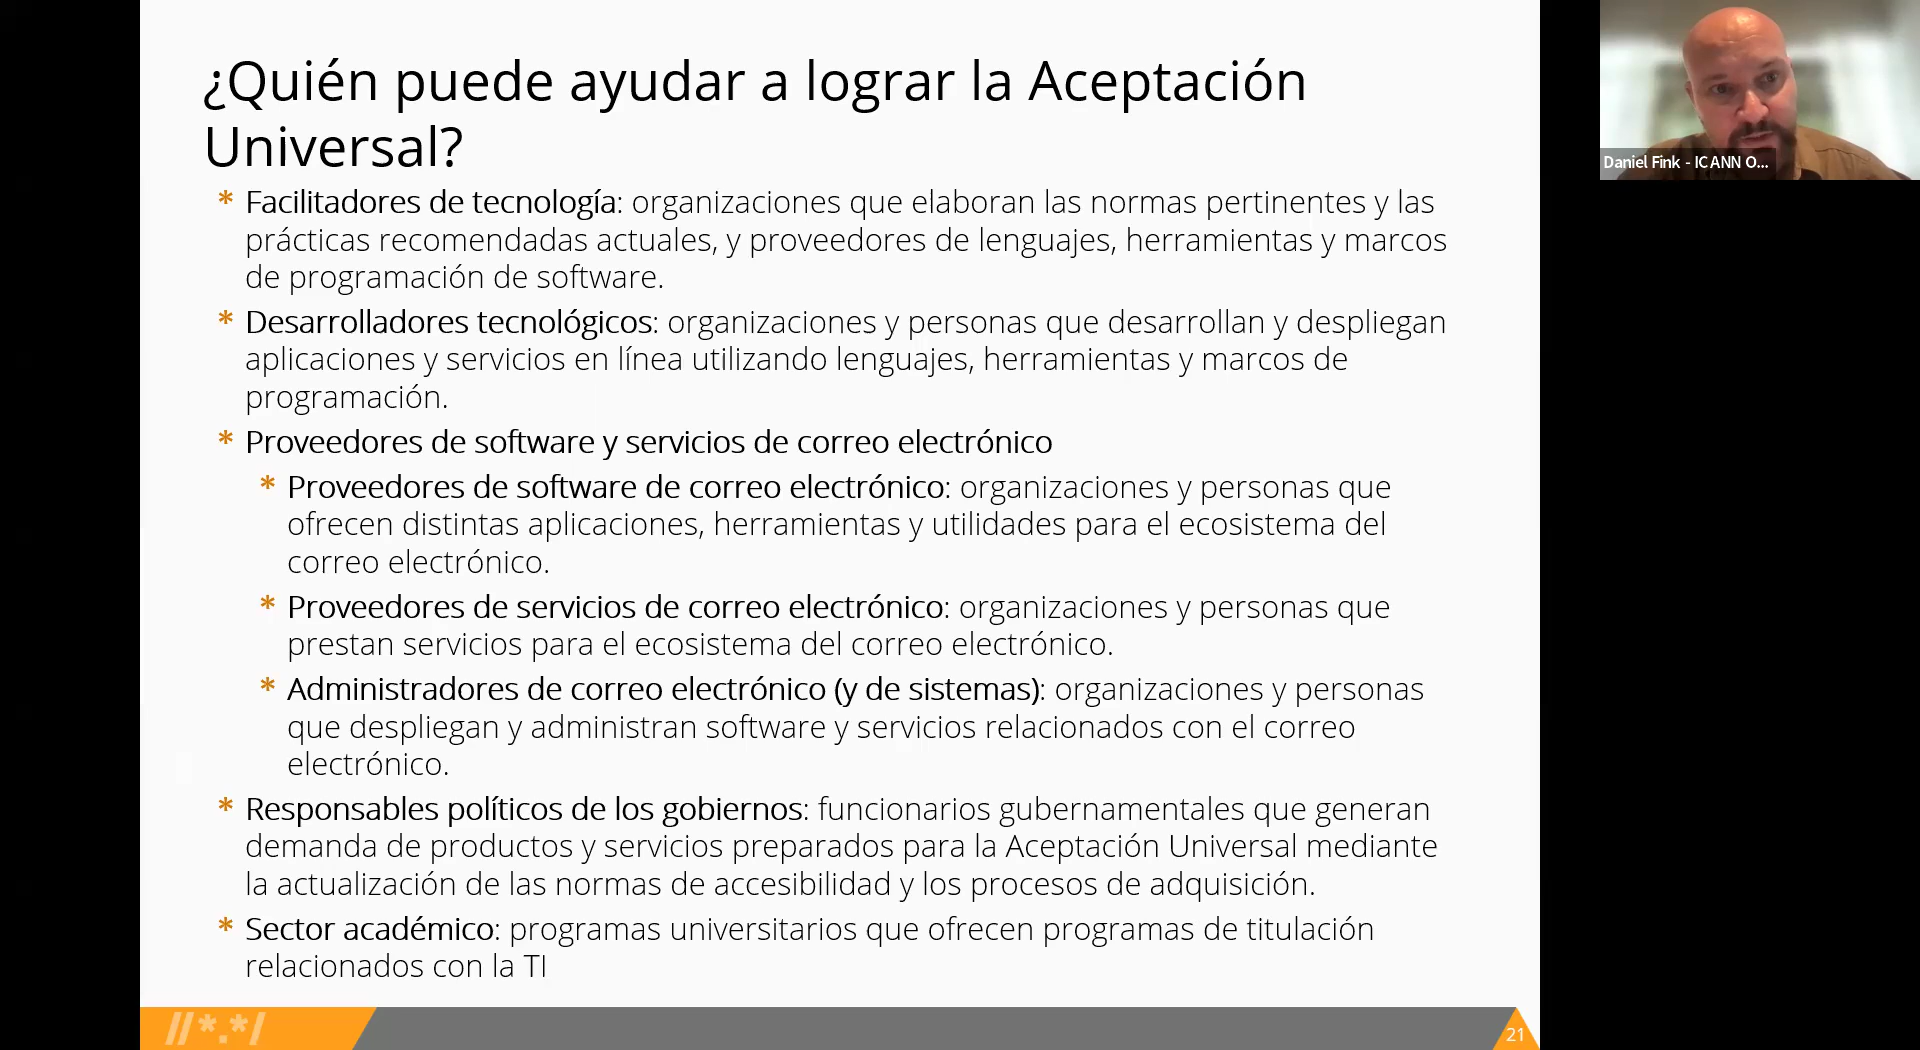 ¿Quién puede ayudar a lograr la Aceptación
Universal?
* Facilitadores de tecnología: organizaciones que elaboran las normas pertinentes y las
prácticas recomendadas actuales, y proveedores de lenguajes, herramientas y marcos
de programación de software.
* Desarrolladores tecnológicos: organizaciones y personas que desarrollan y despliegan
aplicaciones y servicios en línea utilizando lenguajes, herramientas y marcos de
programación.
* Proveedores de software y servicios de correo electrónico
* Proveedores de software de correo electrónico: organizaciones y personas que
ofrecen distintas aplicaciones, herramientas y utilidades para el ecosistema del
correo electrónico.
* Proveedores de servicios de correo electrónico: organizaciones y personas que
prestan servicios para el ecosistema del correo electrónico.
* Administradores de correo electrónico (y de sistemas): organizaciones y personas
que despliegan y administran software y servicios relacionados con el correo
electrónico.
* Responsables políticos de los gobiernos: funcionarios gubernamentales que generan
demanda de productos y servicios preparados para la Aceptación Universal mediante
la actualización de las normas de accesibilidad y los procesos de adquisición.
* Sector académico: programas universitarios que ofrecen programas de titulación
relacionados con la TI
//*.*/
21
Daniel Fink - ICANN O...